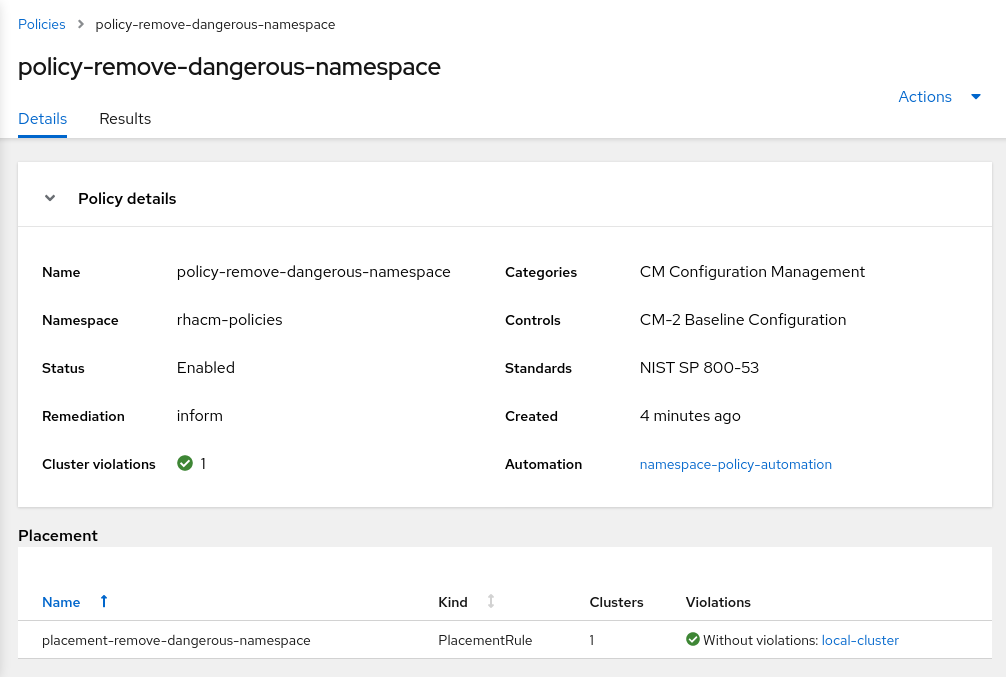 Policies > policy-remove-dangerous-namespace
policy-remove-dangerous-namespace
Actions
Details Results
Policy details
Name policy-remove-dangerous-namespace Categories CM Configuration Management
Namespace rhacm-policies Controls CM-2 Baseline Configuration
Status Enabled Standards NIST SP 800-53
Remediation inform Created 4 minutes ago
Cluster violations 1 Automation namespace-policy-automation
Placement
Name Kind Clusters Violations
placement-remove-dangerous-namespace PlacementRule 1 Without violations: local-cluster